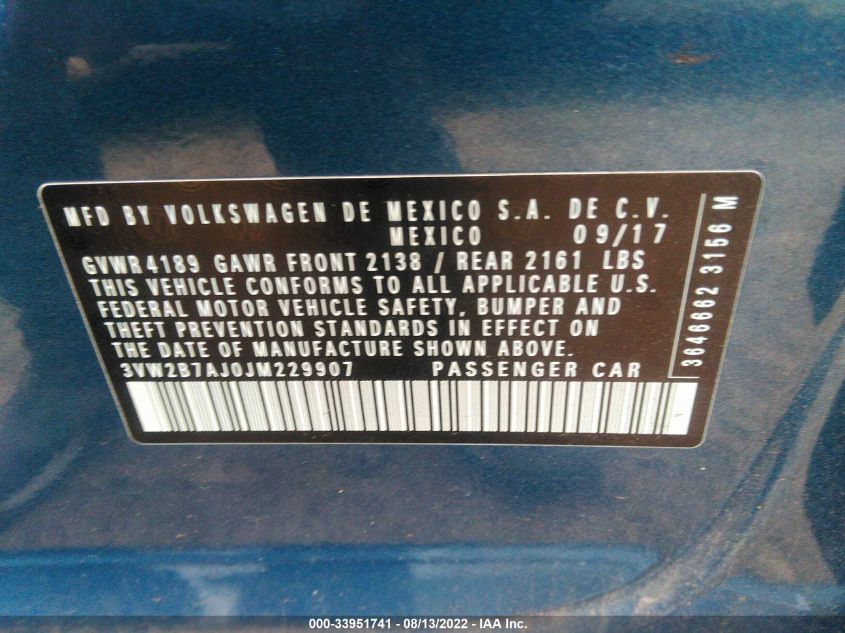 MFD BY VOLKSWAGEN DE MEXICO S.A. DE C.V.
MEXICO 09/17
GVWR 4189 GAWR FRONT 2138 / REAR 2161 LBS
THIS VEHICLE CONFORMS TO ALL APPLICABLE U.S.
FEDERAL MOTOR VEHICLE SAFETY, BUMPER AND
THEFT PREVENTION STANDARDS IN EFFECT ON
THE DATE OF MANUFACTURE SHOWN ABOVE.
3VW2B7AJ0JM229907 PASSENGER CAR
3646662 3156 M
000-33951741 - 08/13/2022 - IAA Inc.